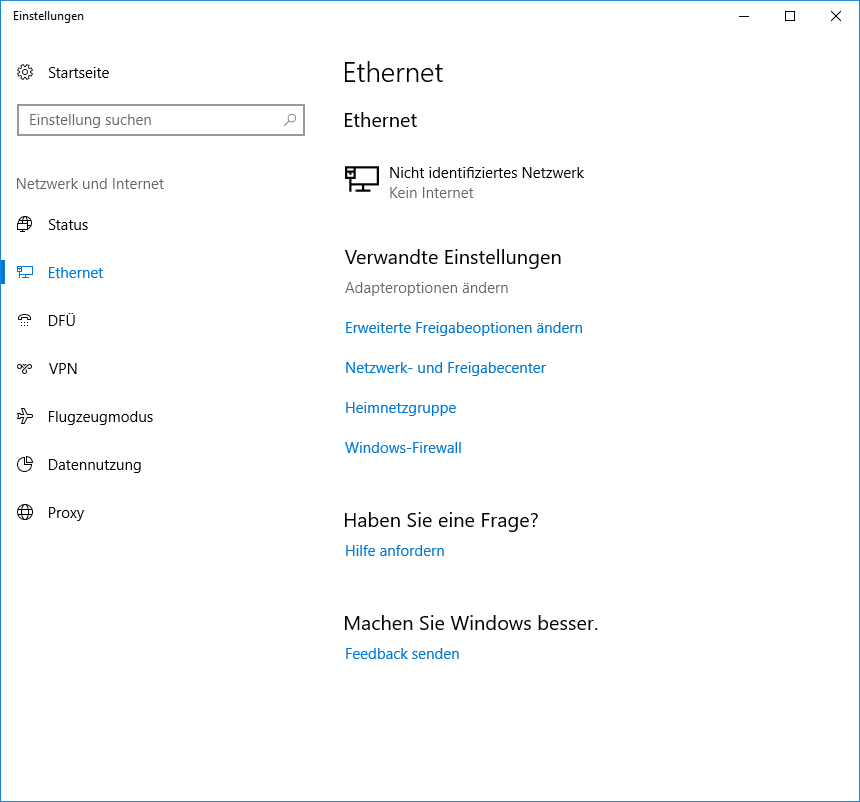 Einstellungen
Startseite
Einstellung suchen
Netzwerk und Internet
Status
Ethernet
DFÜ
VPN
Flugzeugmodus
Datennutzung
Proxy
Ethernet
Ethernet
Nicht identifiziertes Netzwerk
Kein Internet
Verwandte Einstellungen
Adapteroptionen ändern
Erweiterte Freigabeoptionen ändern
Netzwerk- und Freigabecenter
Heimnetzgruppe
Windows-Firewall
Haben Sie eine Frage?
Hilfe anfordern
Machen Sie Windows besser.
Feedback senden